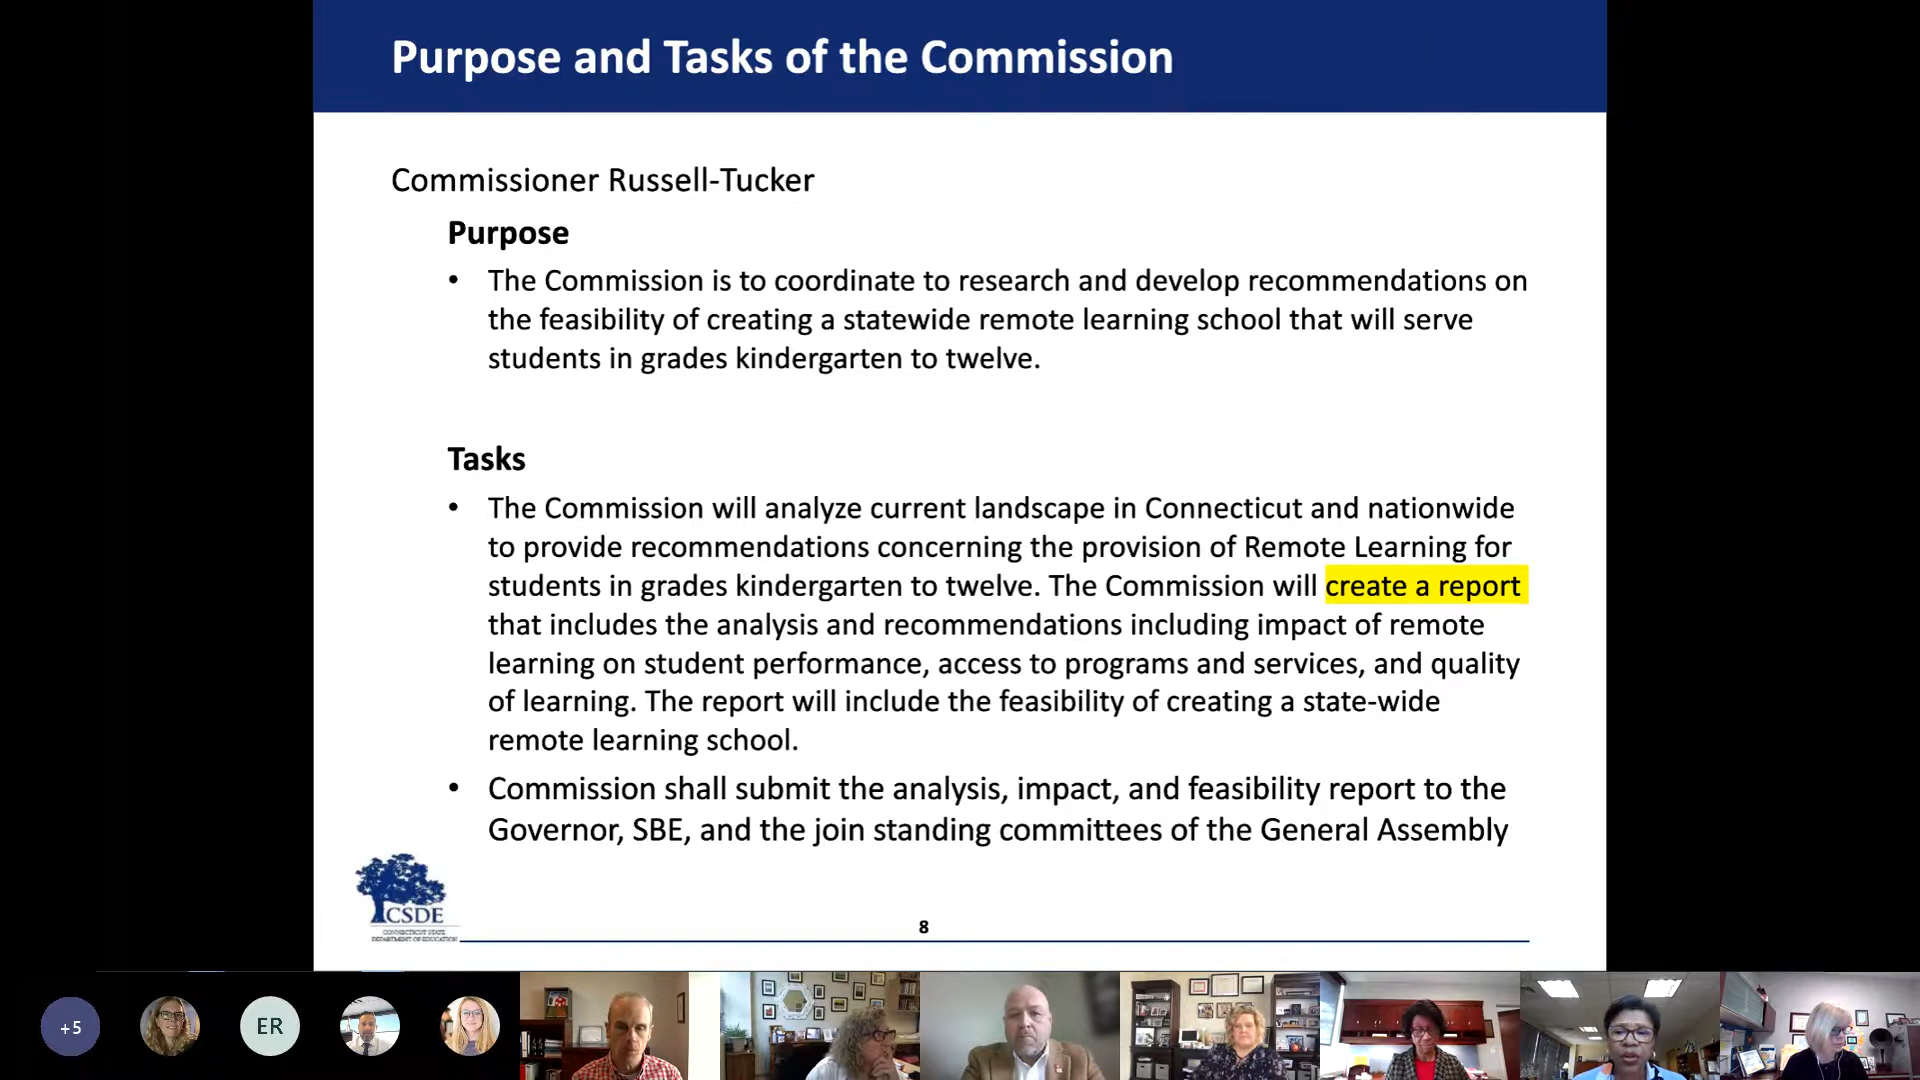 Purpose and Tasks of the Commission
Commissioner Russell-Tucker
Purpose
• The Commission is to coordinate to research and develop recommendations on
the feasibility of creating a statewide remote learning school that will serve
students in grades kindergarten to twelve.
Tasks
• The Commission will analyze current landscape in Connecticut and nationwide
to provide recommendations concerning the provision of Remote Learning for
students in grades kindergarten to twelve. The Commission will create a report
that includes the analysis and recommendations including impact of remote
learning on student performance, access to programs and services, and quality
of learning. The report will include the feasibility of creating a state-wide
remote learning school.
• Commission shall submit the analysis, impact, and feasibility report to the
Governor, SBE, and the join standing committees of the General Assembly
CSDE
CONNECTICUT STATE
DEPARTMENT OF EDUCATION
8
+5
ER